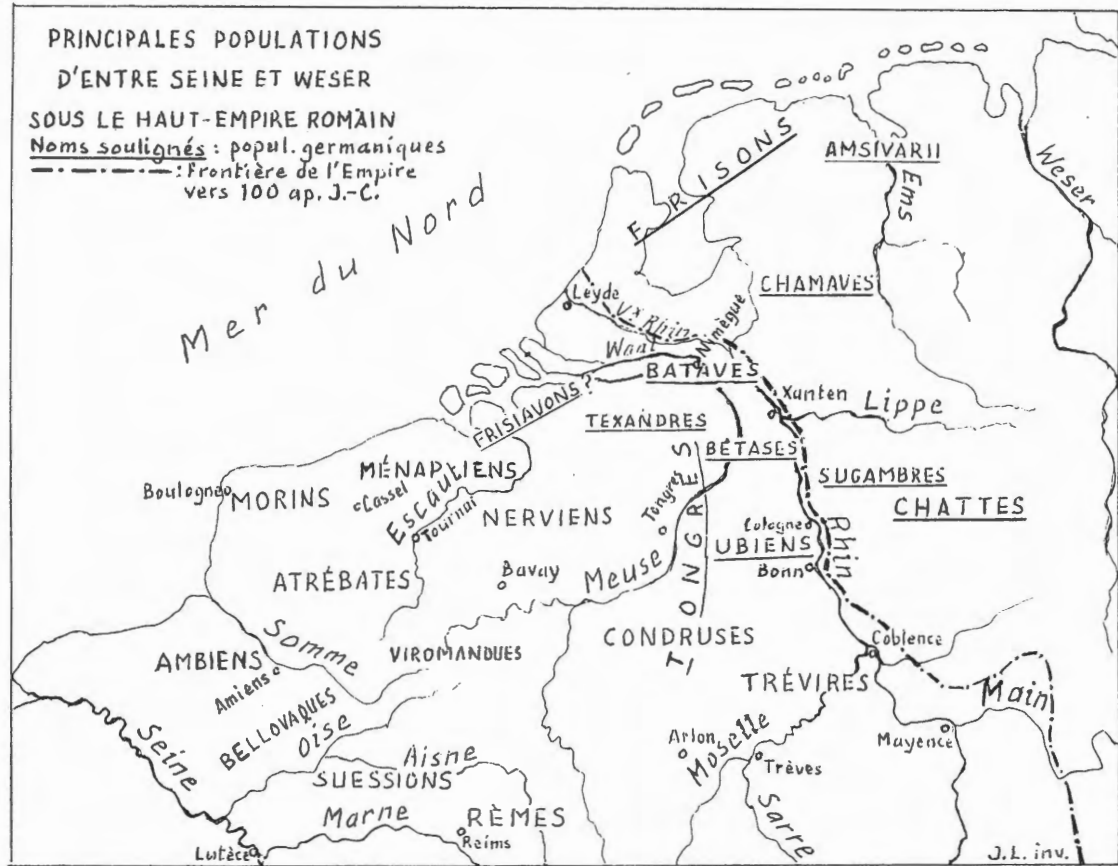 PRINCIPALES POPULATIONS
D'ENTRE SEINE ET WESER
SOUS LE HAUT-EMPIRE ROMAIN
Noms soulignés : popul. germaniques
: Frontière de l'Empire
vers 100 ap. J.-C.
Mer du Nord
FRISONS
AMSIVARII
Ems
Weser
CHAMAVES
Leyde
Vx Rhin
Nimègue
Waal
BATAVES
Xanten
Lippe
FRISIAVONS ?
TEXANDRES
BÉTASES
SUGAMBRES
CHATTES
MÉNAPIENS
Boulogne
MORINS
Cassel
ESCAUT
Tournai
NERVIENS
Tongres
TONGRES
Cologne
UBIENS
Rhin
Bonn
ATRÉBATES
Bavay
Meuse
CONDRUSES
Coblence
Somme
VIROMANDUES
AMBIENS
Amiens
TRÉVIRES
Main
BELLOVAQUES
Oise
Seine
Arlon
Moselle
Mayence
Aisne
Trèves
SUESSIONS
Marne
RÈMES
Reims
Sarre
Lutèce
J.L. inv.